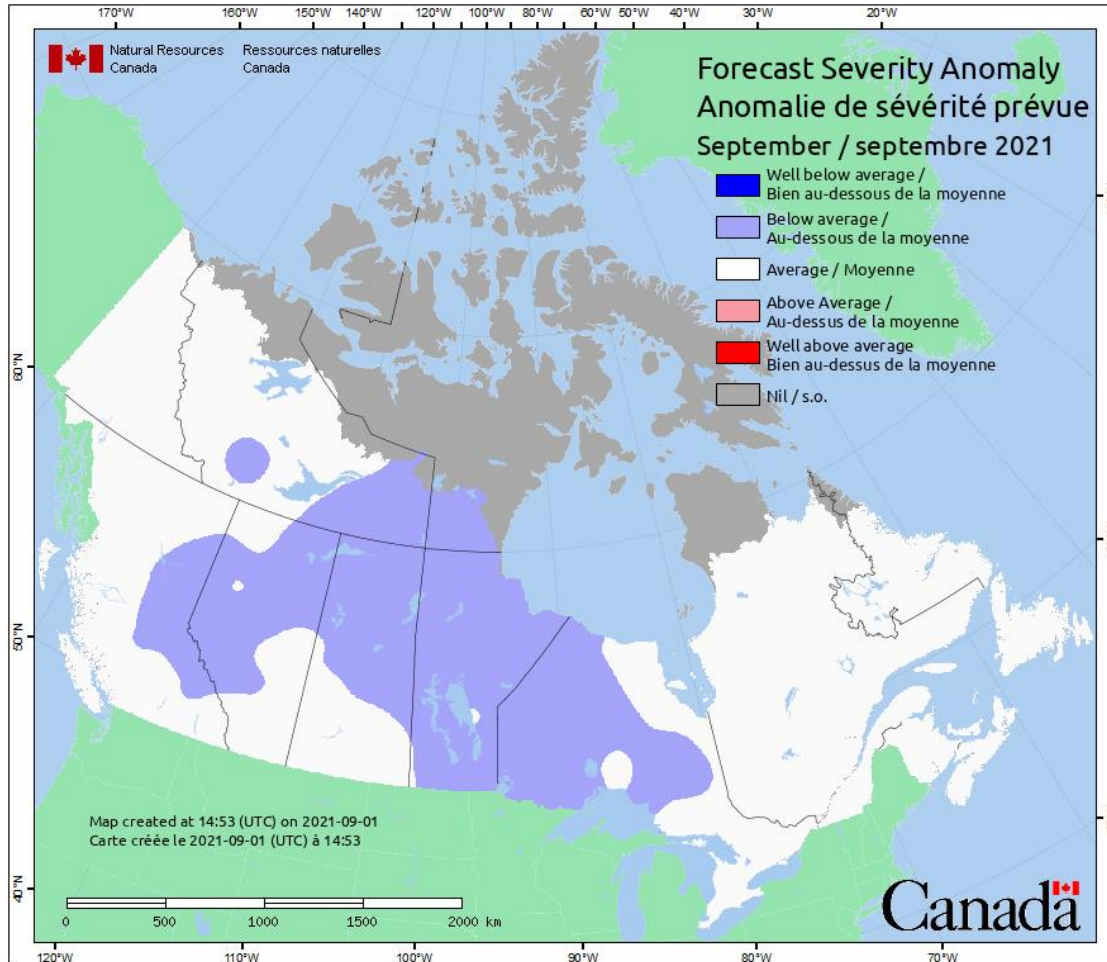 170°W 160°W 150°W 140°W 120°W 100°W 90°W 80°W 60°W 50°W 40°W 30°W 20°W
Natural Resources Ressources naturelles
Canada Canada
Forecast Severity Anomaly
Anomalie de sévérité prévue
September / septembre 2021
Well below average /
Bien au-dessous de la moyenne
Below average /
Au-dessous de la moyenne
Average / Moyenne
Above Average /
Au-dessus de la moyenne
Well above average
Bien au-dessus de la moyenne
Nil / s.o.
60°N
50°N
40°N
Map created at 14:53 (UTC) on 2021-09-01
Carte créée le 2021-09-01 (UTC) à 14:53
0 500 1000 1500 2000 km
Canada
120°W 110°W 100°W 90°W 80°W 70°W